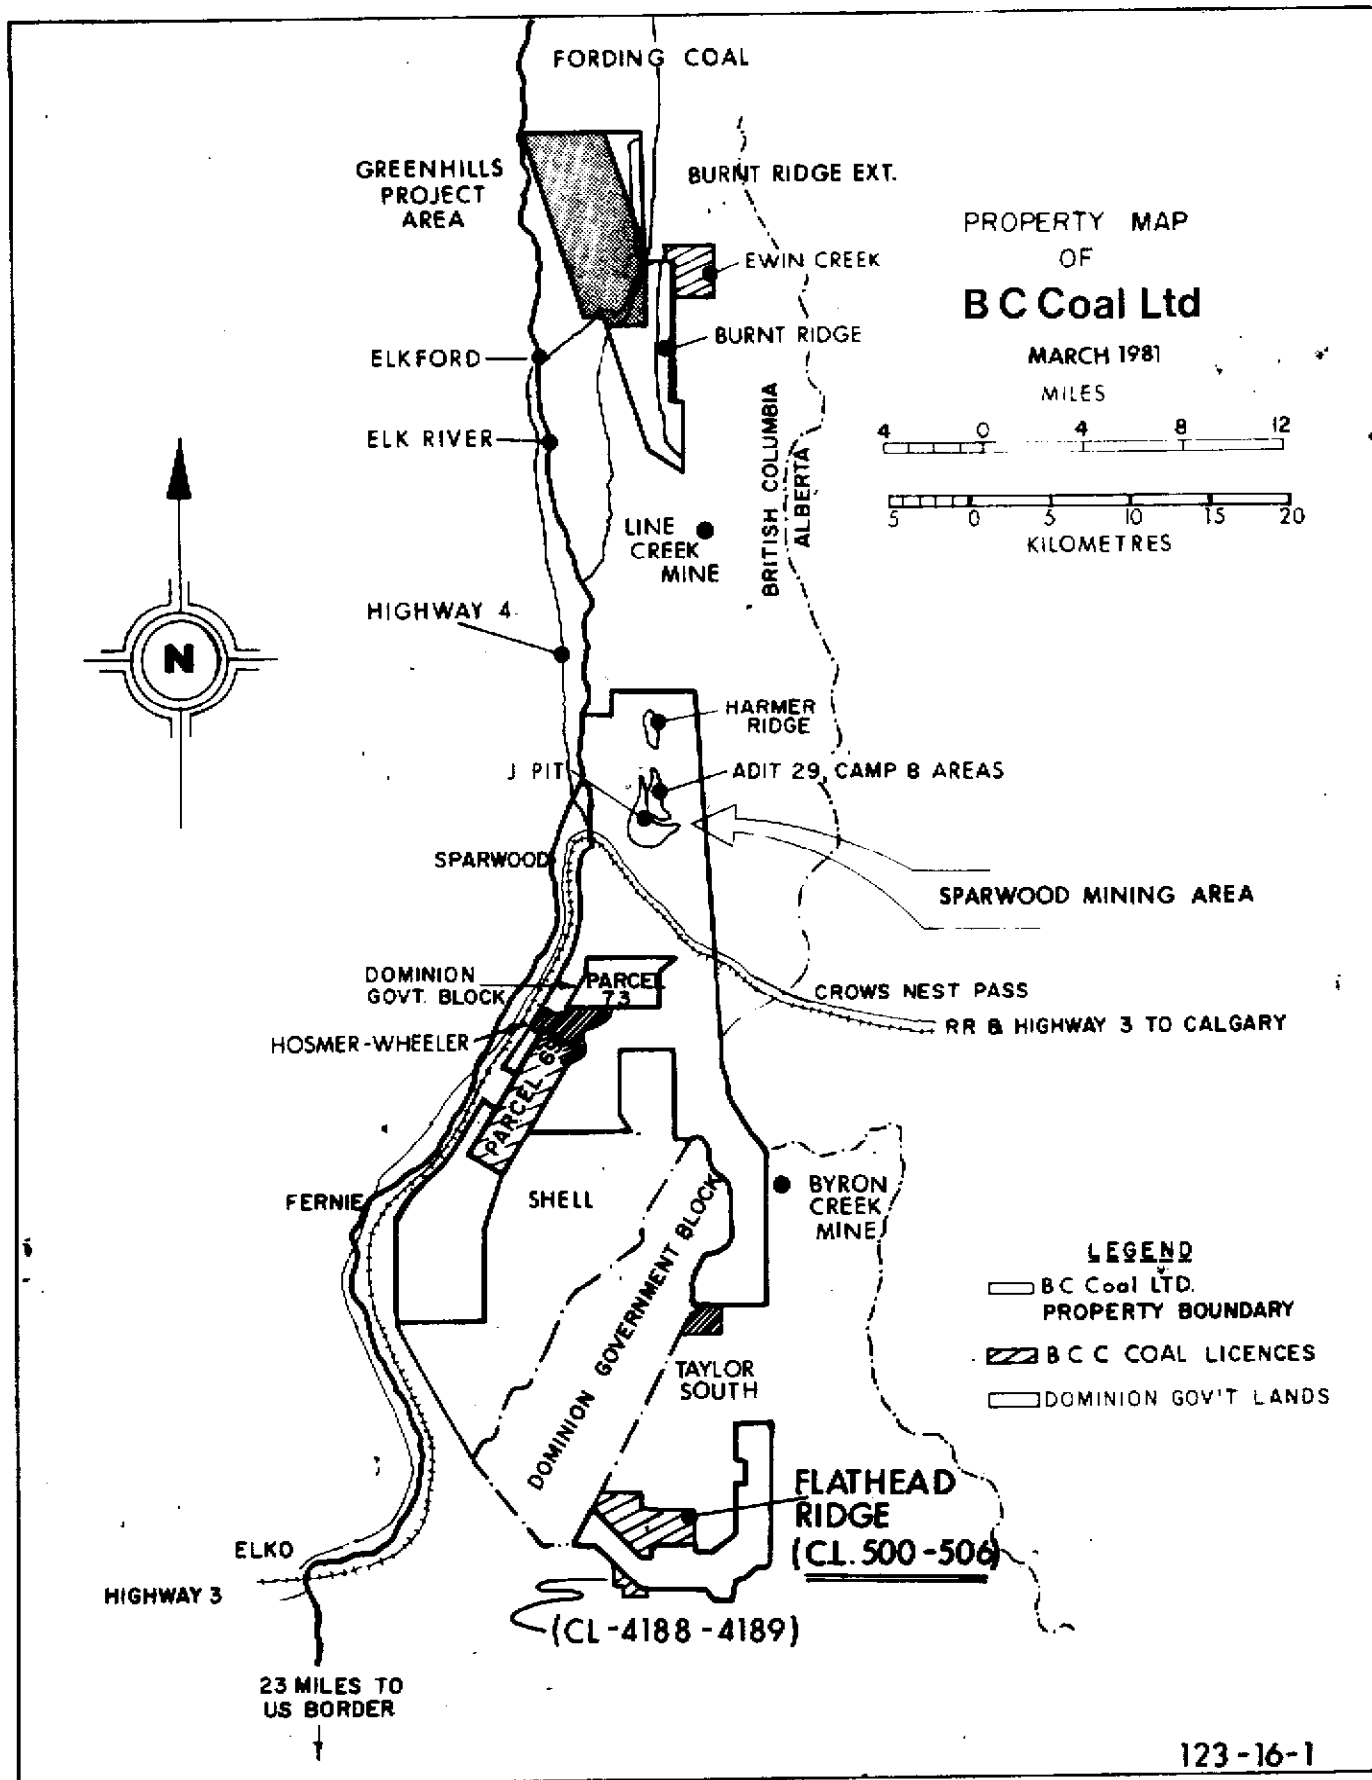 FORDING COAL
GREENHILLS
PROJECT
AREA
BURNT RIDGE EXT.
PROPERTY MAP
OF
B C Coal Ltd
MARCH 1981
MILES
4 0 4 8 12
5 0 5 10 15 20
KILOMETRES
EWIN CREEK
BURNT RIDGE
ELKFORD
ELK RIVER
BRITISH COLUMBIA
ALBERTA
LINE
CREEK
MINE
HIGHWAY 4
N
HARMER
RIDGE
J PIT
ADIT 29, CAMP 8 AREAS
SPARWOOD
SPARWOOD MINING AREA
DOMINION
GOVT. BLOCK
PARCEL
73
CROWS NEST PASS
RR & HIGHWAY 3 TO CALGARY
HOSMER-WHEELER
PARCEL 69
FERNIE
SHELL
BYRON
CREEK
MINE
DOMINION GOVERNMENT BLOCK
LEGEND
B C Coal LTD.
PROPERTY BOUNDARY
B C C COAL LICENCES
DOMINION GOV'T LANDS
TAYLOR
SOUTH
FLATHEAD
RIDGE
(C.L. 500-506)
ELKO
HIGHWAY 3
(CL-4188-4189)
23 MILES TO
US BORDER
123-16-1